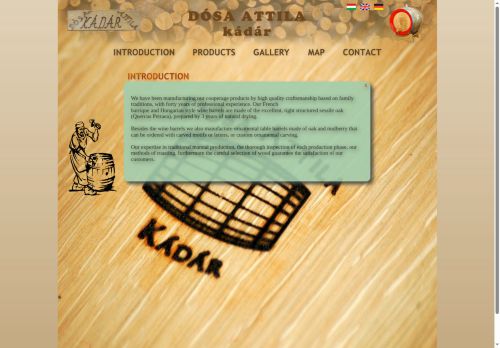 DÓSA ATTILA
KÁDÁR
kádár
INTRODUCTION PRODUCTS GALLERY MAP CONTACT
INTRODUCTION
x
We have been manufacturing our cooperage products by high quality craftsmanship based on family
traditions, with forty years of professional experience. Our French
barrique and Hungarian style wine barrels are made of the excellent, tight structured sessile oak
(Quercus Petraea), prepared by 3 years of natural drying.
Besides the wine barrels we also manufacture ornamental table barrels made of oak and mulberry that
can be ordered with carved motifs or letters, or custom ornamental carving.
Our expertise in traditional manual production, the thorough inspection of each production phase, our
methods of roasting, furthermore the careful selection of wood guarantee the satisfaction of our
customers.
KÁDÁR